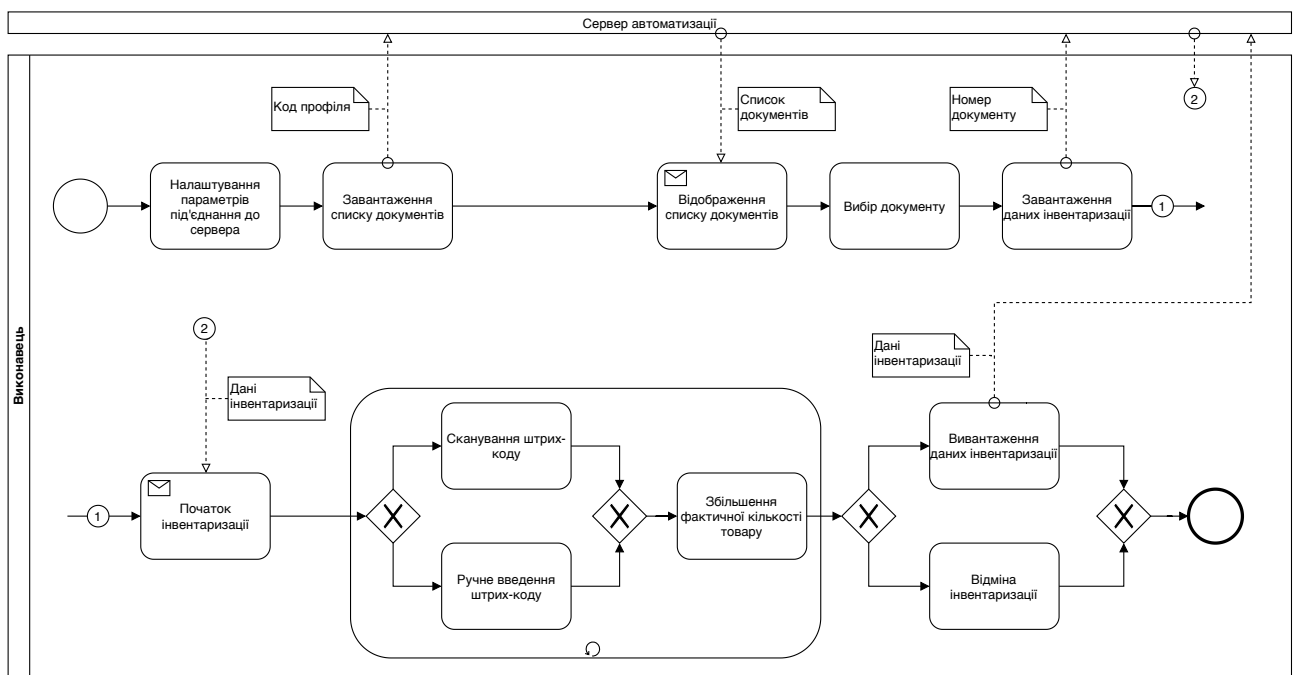 Сервер автоматизації
Виконавець
Код профіля
Список
документів
Номер
документу
2
Налаштування
параметрів
під'єднання до
сервера
Завантаження
списку документів
Відображення
списку документів
Вибір документу
Завантаження
даних інвентаризації
1
2
Дані
інвентаризації
Дані
інвентаризації
1
Початок
інвентаризації
Сканування штрих-
коду
Ручне введення
штрих-коду
Збільшення
фактичної кількості
товару
Вивантаження
даних інвентаризації
Відміна
інвентаризації